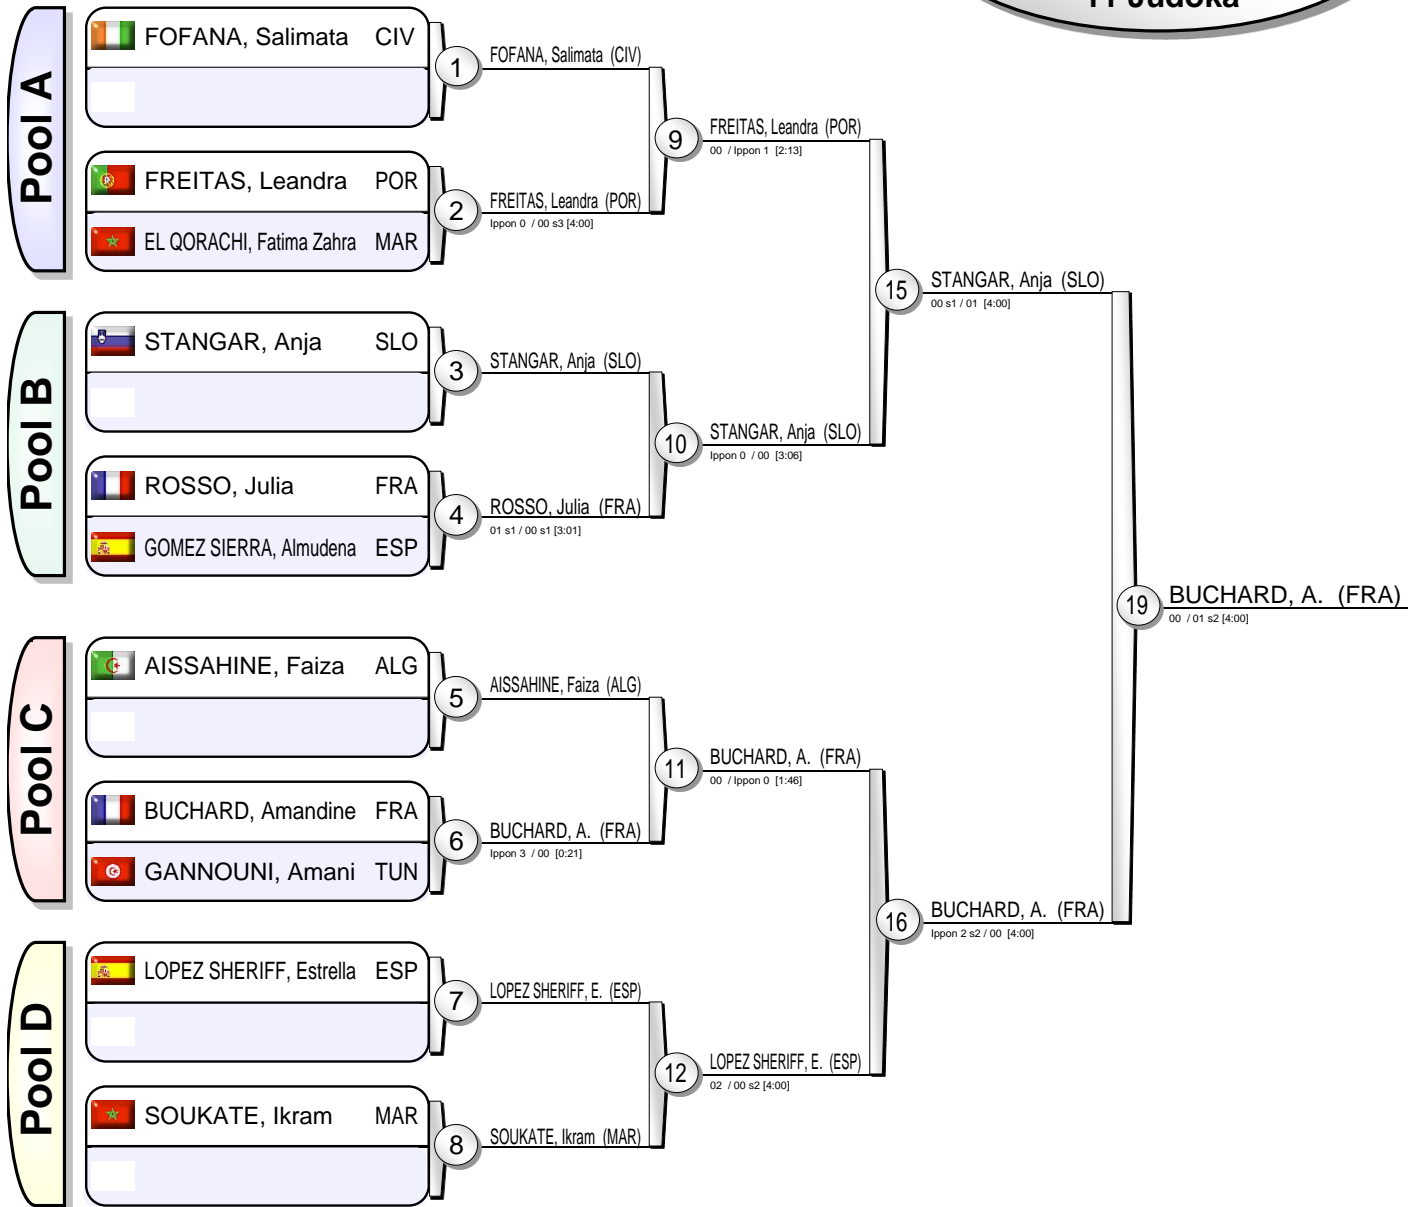 11 Judoka
Pool A
FOFANA, Salimata CIV
FREITAS, Leandra POR
EL QORACHI, Fatima Zahra MAR
1
FOFANA, Salimata (CIV)
2
FREITAS, Leandra (POR)
Ippon 0 / 00 s3 [4:00]
9
FREITAS, Leandra (POR)
00 / Ippon 1 [2:13]
Pool B
STANGAR, Anja SLO
ROSSO, Julia FRA
GOMEZ SIERRA, Almudena ESP
3
STANGAR, Anja (SLO)
4
ROSSO, Julia (FRA)
01 s1 / 00 s1 [3:01]
10
STANGAR, Anja (SLO)
Ippon 0 / 00 [3:06]
15
STANGAR, Anja (SLO)
00 s1 / 01 [4:00]
Pool C
AISSAHINE, Faiza ALG
BUCHARD, Amandine FRA
GANNOUNI, Amani TUN
5
AISSAHINE, Faiza (ALG)
6
BUCHARD, A. (FRA)
Ippon 3 / 00 [0:21]
11
BUCHARD, A. (FRA)
00 / Ippon 0 [1:46]
Pool D
LOPEZ SHERIFF, Estrella ESP
SOUKATE, Ikram MAR
7
LOPEZ SHERIFF, E. (ESP)
8
SOUKATE, Ikram (MAR)
12
LOPEZ SHERIFF, E. (ESP)
02 / 00 s2 [4:00]
16
BUCHARD, A. (FRA)
Ippon 2 s2 / 00 [4:00]
19
BUCHARD, A. (FRA)
00 / 01 s2 [4:00]